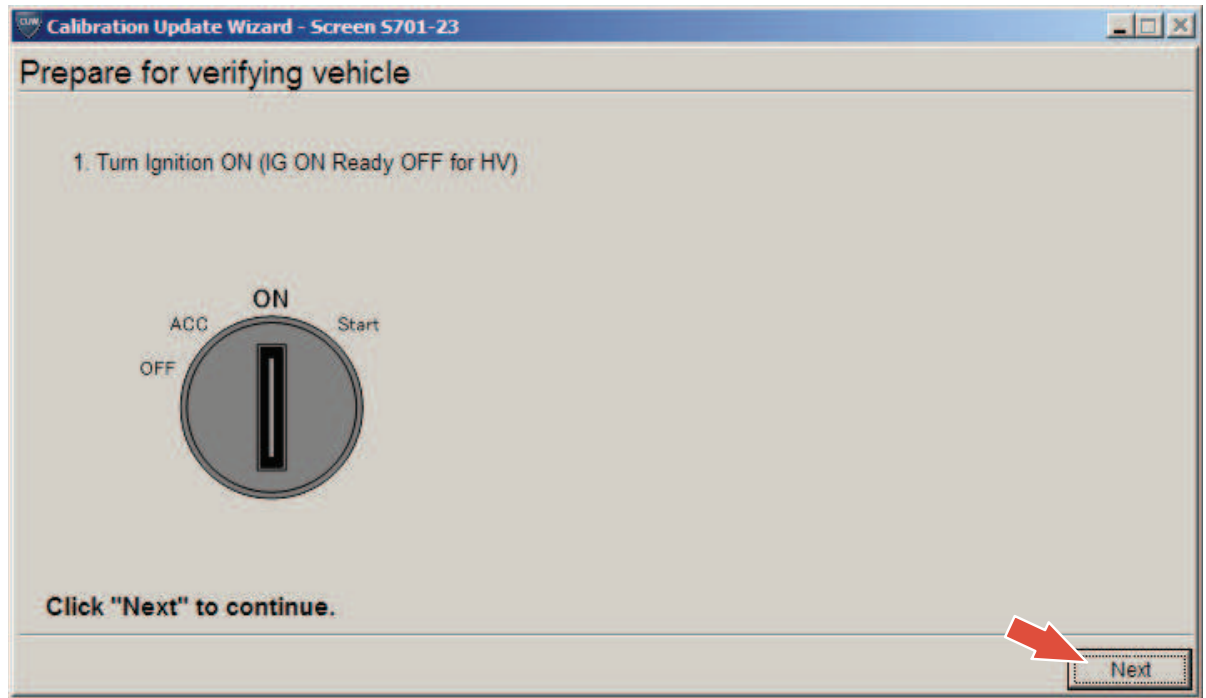 CUW Calibration Update Wizard - Screen S701-23
Prepare for verifying vehicle
1. Turn Ignition ON (IG ON Ready OFF for HV)
ON
ACC
Start
OFF
Click "Next" to continue.
Next